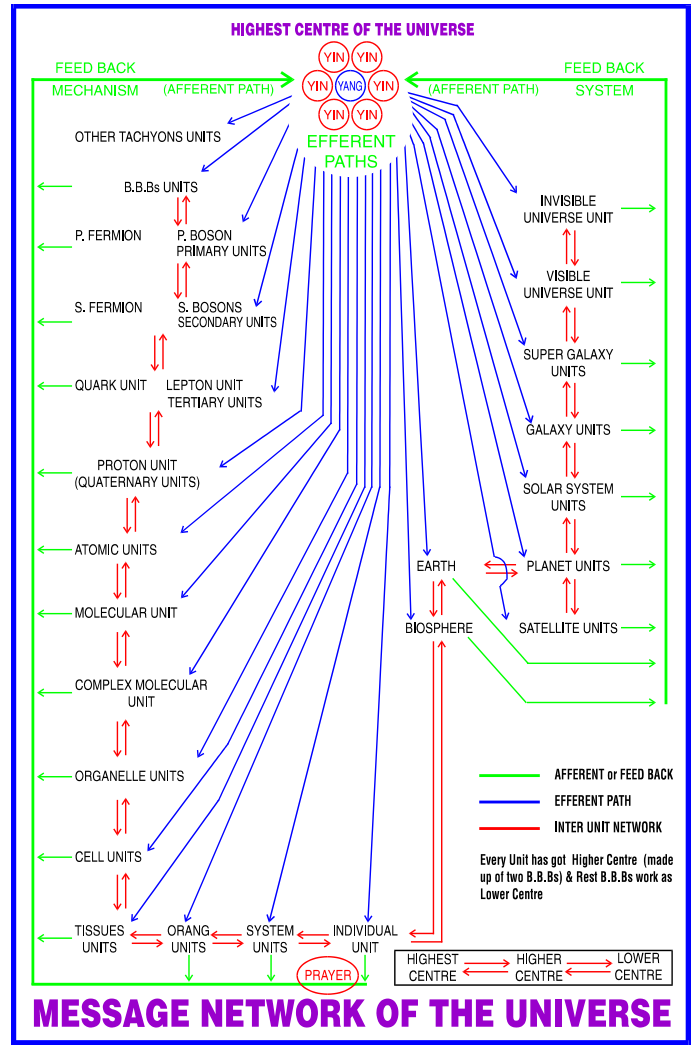 HIGHEST CENTRE OF THE UNIVERSE
YIN YIN
YIN YANG YIN
YIN YIN
FEED BACK
MECHANISM
(AFFERENT PATH)
(AFFERENT PATH)
FEED BACK
SYSTEM
EFFERENT
PATHS
OTHER TACHYONS UNITS
B.B.Bs UNITS
P. FERMION
P. BOSON
PRIMARY UNITS
S. FERMION
S. BOSONS
SECONDARY UNITS
QUARK UNIT
LEPTON UNIT
TERTIARY UNITS
PROTON UNIT
(QUATERNARY UNITS)
ATOMIC UNITS
MOLECULAR UNIT
COMPLEX MOLECULAR
UNIT
ORGANELLE UNITS
CELL UNITS
TISSUES
UNITS
ORANG
UNITS
SYSTEM
UNITS
INDIVIDUAL
UNIT
PRAYER
INVISIBLE
UNIVERSE UNIT
VISIBLE
UNIVERSE UNIT
SUPER GALAXY
UNITS
GALAXY UNITS
SOLAR SYSTEM
UNITS
EARTH
PLANET UNITS
BIOSPHERE
SATELLITE UNITS
AFFERENT or FEED BACK
EFFERENT PATH
INTER UNIT NETWORK
Every Unit has got Higher Centre (made
up of two B.B.Bs) & Rest B.B.Bs work as
Lower Centre
HIGHEST
CENTRE
HIGHER
CENTRE
LOWER
CENTRE
MESSAGE NETWORK OF THE UNIVERSE